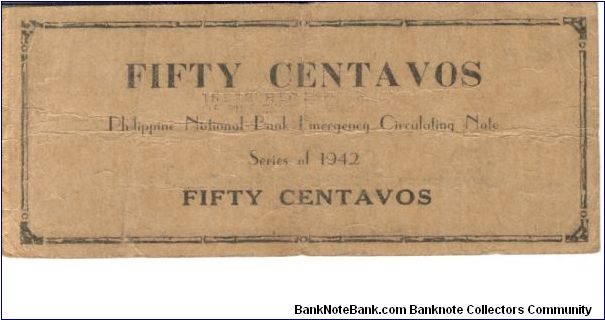 FIFTY CENTAVOS
Philippine National Bank Emergency Circulating Note
Series of 1942
FIFTY CENTAVOS
BankNoteBank.com Banknote Collectors Community